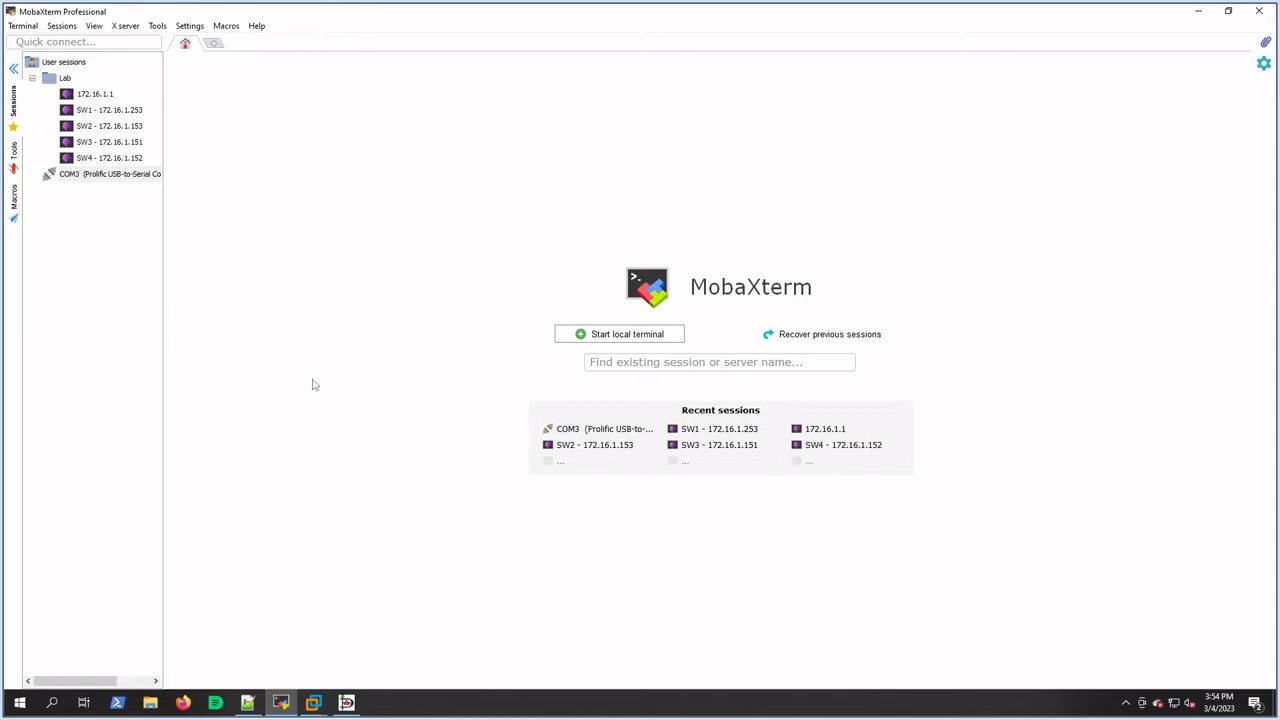 MobaXterm Professional
Terminal Sessions View X server Tools Settings Macros Help
Quick connect...
User sessions
Lab
172.16.1.1
SW1 - 172.16.1.253
SW2 - 172.16.1.153
SW3 - 172.16.1.151
SW4 - 172.16.1.152
COM3 (Prolific USB-to-Serial Co
Sessions
Tools
Macros
>.
MobaXterm
Start local terminal
Recover previous sessions
Find existing session or server name...
Recent sessions
COM3 (Prolific USB-to-... SW1 - 172.16.1.253 172.16.1.1
SW2 - 172.16.1.153 SW3 - 172.16.1.151 SW4 - 172.16.1.152
... ... ...
3:54 PM
3/4/2023
2